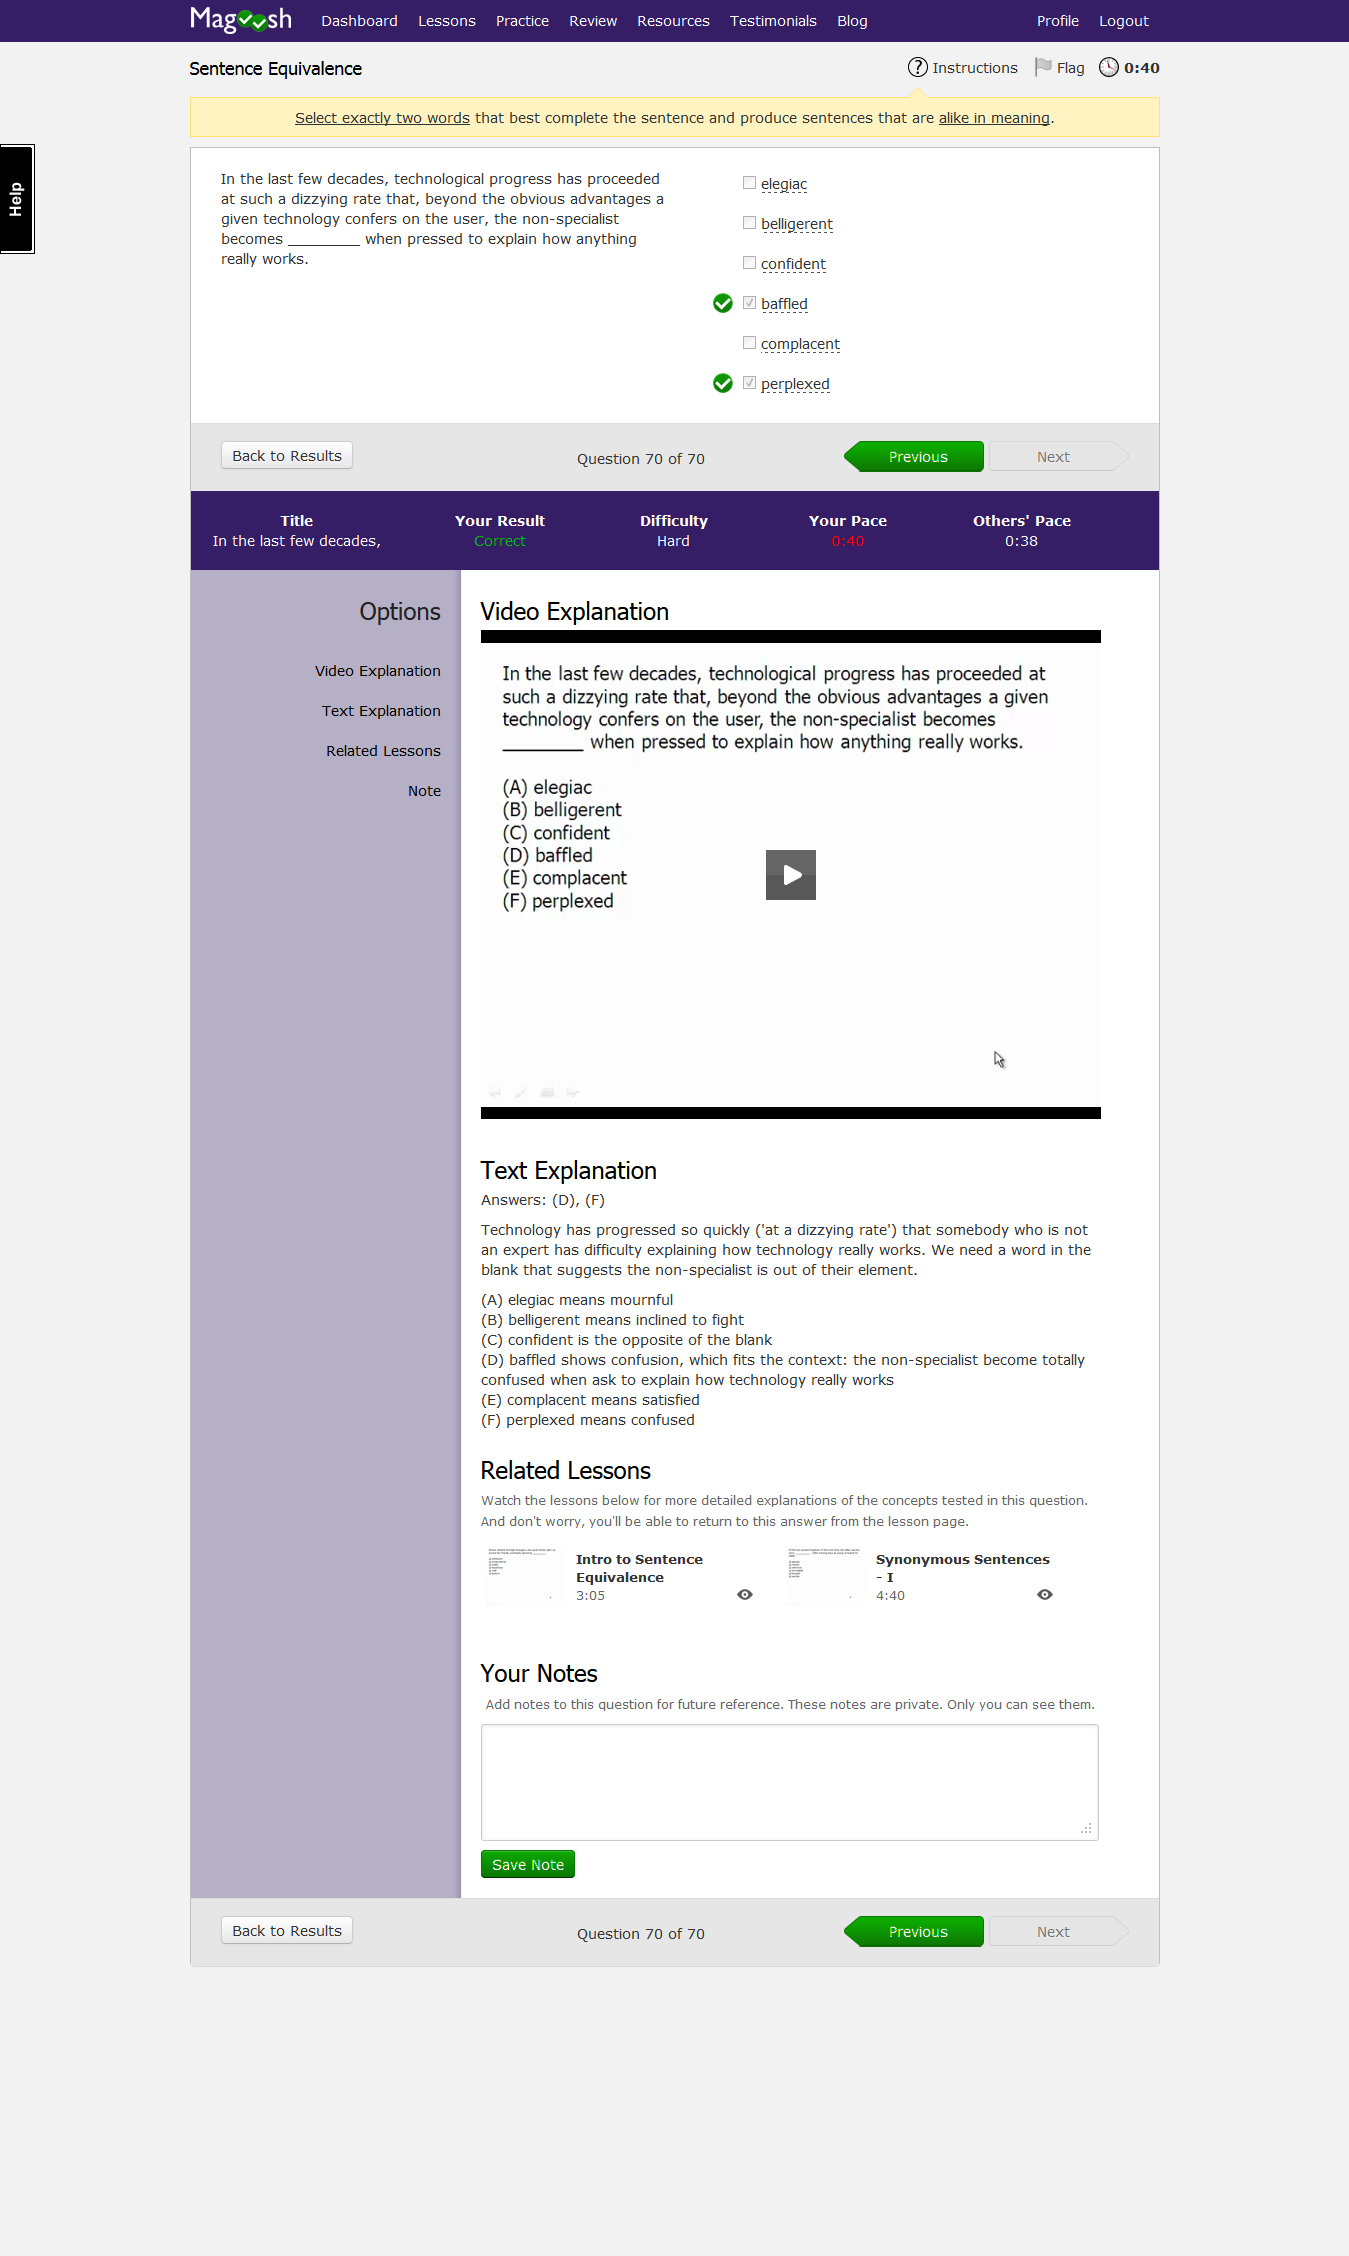 Magoosh Dashboard Lessons Practice Review Resources Testimonials Blog Profile Logout
Sentence Equivalence Instructions Flag 0:40
Select exactly two words that best complete the sentence and produce sentences that are alike in meaning.
Help
In the last few decades, technological progress has proceeded
at such a dizzying rate that, beyond the obvious advantages a
given technology confers on the user, the non-specialist
becomes _________ when pressed to explain how anything
really works.
elegiac
belligerent
confident
baffled
complacent
perplexed
Back to Results Question 70 of 70 Previous Next
Title Your Result Difficulty Your Pace Others' Pace
In the last few decades, Correct Hard 0:40 0:38
Options
Video Explanation
Text Explanation
Related Lessons
Note
Video Explanation
In the last few decades, technological progress has proceeded at
such a dizzying rate that, beyond the obvious advantages a given
technology confers on the user, the non-specialist becomes
________ when pressed to explain how anything really works.
(A) elegiac
(B) belligerent
(C) confident
(D) baffled
(E) complacent
(F) perplexed
Text Explanation
Answers: (D), (F)
Technology has progressed so quickly ('at a dizzying rate') that somebody who is not
an expert has difficulty explaining how technology really works. We need a word in the
blank that suggests the non-specialist is out of their element.
(A) elegiac means mournful
(B) belligerent means inclined to fight
(C) confident is the opposite of the blank
(D) baffled shows confusion, which fits the context: the non-specialist become totally
confused when ask to explain how technology really works
(E) complacent means satisfied
(F) perplexed means confused
Related Lessons
Watch the lessons below for more detailed explanations of the concepts tested in this question.
And don't worry, you'll be able to return to this answer from the lesson page.
Intro to Sentence
Equivalence
3:05
Synonymous Sentences
- I
4:40
Your Notes
Add notes to this question for future reference. These notes are private. Only you can see them.
Save Note
Back to Results Question 70 of 70 Previous Next